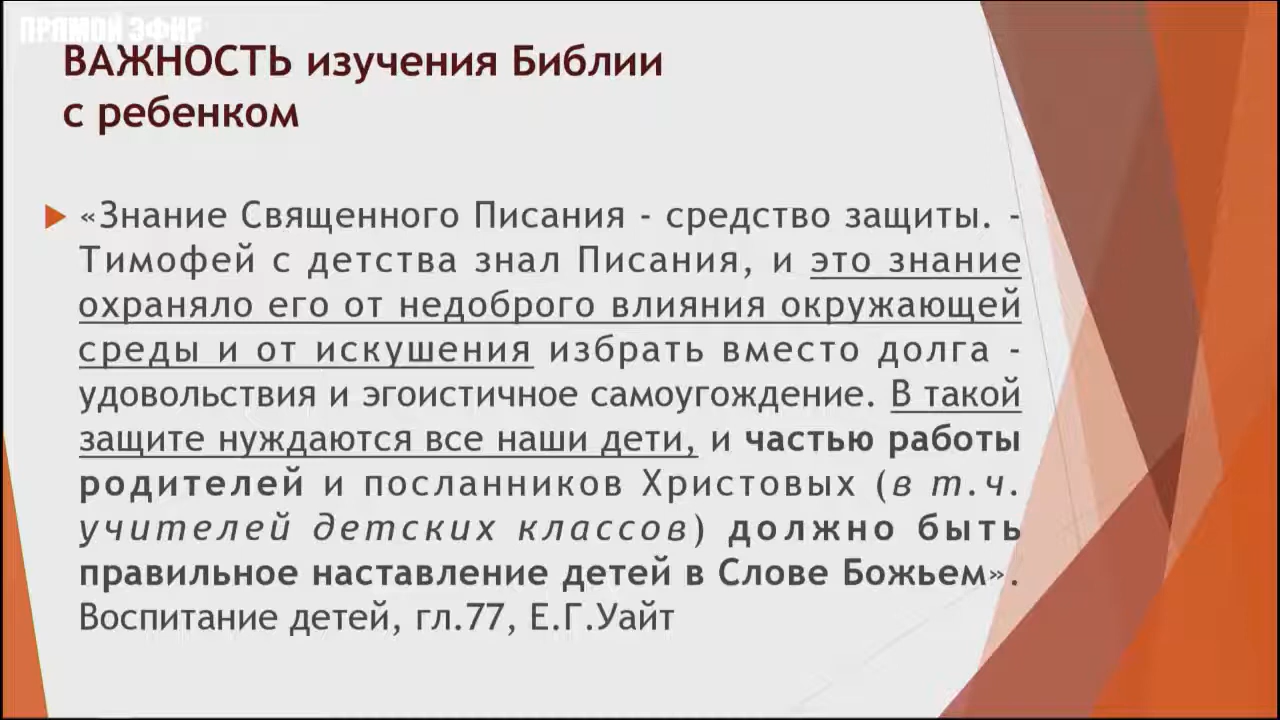 ПРЯМОЙ ЭФИР
ВАЖНОСТЬ изучения Библии
с ребенком
«Знание Священного Писания - средство защиты. -
Тимофей с детства знал Писания, и это знание
охраняло его от недоброго влияния окружающей
среды и от искушения избрать вместо долга -
удовольствия и эгоистичное самоугождение. В такой
защите нуждаются все наши дети, и частью работы
родителей и посланников Христовых (в т.ч.
учителей детских классов) должно быть
правильное наставление детей в Слове Божьем».
Воспитание детей, гл.77, Е.Г.Уайт